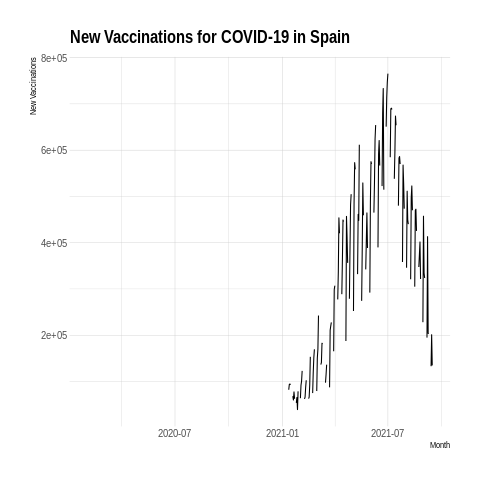 New Vaccinations for COVID-19 in Spain
8e+05
New Vaccinations
6e+05
4e+05
2e+05
2020-07
2021-01
2021-07
Month